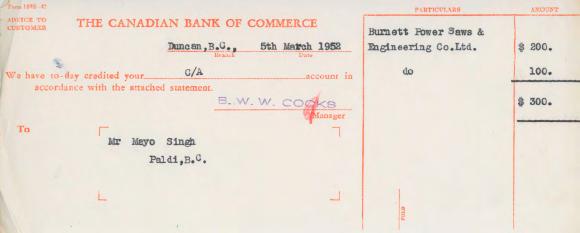 Form 1080-C
ADVICE TO
CUSTOMER
THE CANADIAN BANK OF COMMERCE
Duncan,B.C., 5th March 1952
Branch Date
We have to-day credited your C/A account in
accordance with the attached statement.
B. W. W. COOKS
Manager
To
Mr Mayo Singh
Paldi,B.C.
PARTICULARS AMOUNT
Burnett Power Saws &
Engineering Co.Ltd. $ 200.
do 100.
$ 300.
FOLD